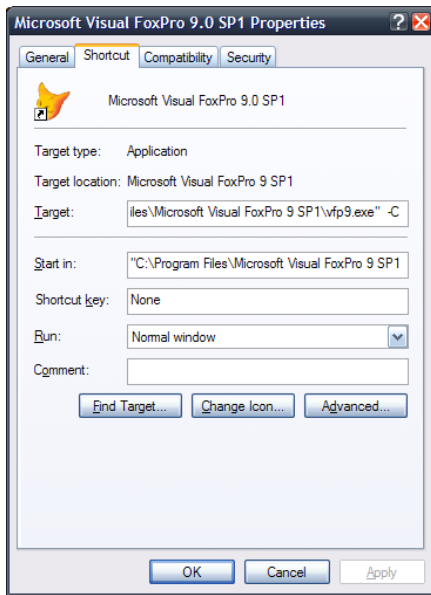 Microsoft Visual FoxPro 9.0 SP1 Properties
General Shortcut Compatibility Security
Microsoft Visual FoxPro 9.0 SP1
Target type: Application
Target location: Microsoft Visual FoxPro 9 SP1
Target: iles\Microsoft Visual FoxPro 9 SP1\vfp9.exe" -C
Start in: "C:\Program Files\Microsoft Visual FoxPro 9 SP1
Shortcut key: None
Run: Normal window
Comment:
Find Target... Change Icon... Advanced...
OK Cancel Apply